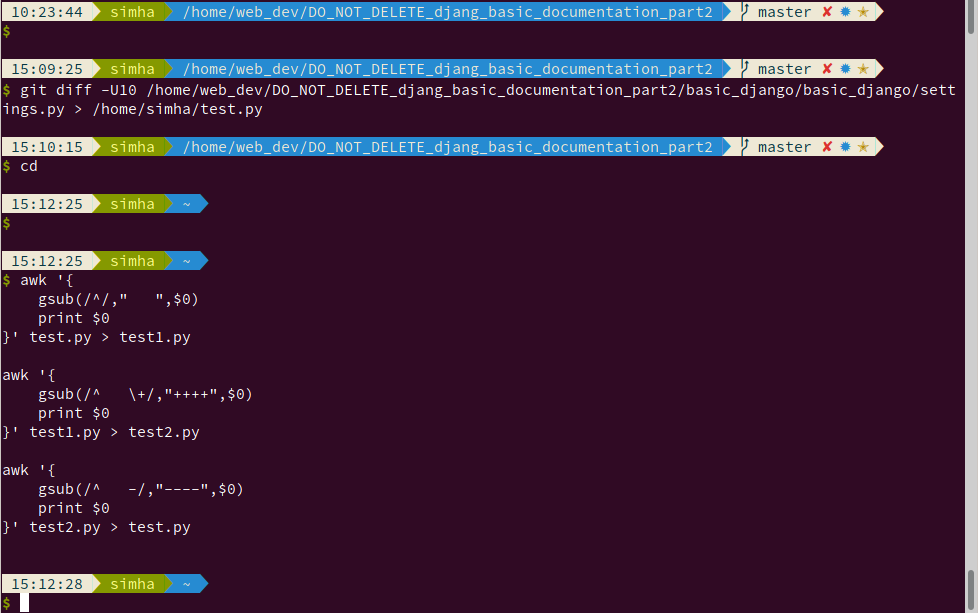 10:23:44 simha /home/web_dev/DO_NOT_DELETE_djang_basic_documentation_part2 master ✘ ✹ ✭
$
15:09:25 simha /home/web_dev/DO_NOT_DELETE_djang_basic_documentation_part2 master ✘ ✹ ✭
$ git diff -U10 /home/web_dev/DO_NOT_DELETE_djang_basic_documentation_part2/basic_django/basic_django/sett
ings.py > /home/simha/test.py
15:10:15 simha /home/web_dev/DO_NOT_DELETE_djang_basic_documentation_part2 master ✘ ✹ ✭
$ cd
15:12:25 simha ~
$
15:12:25 simha ~
$ awk '{
    gsub(/^/,"   ",$0)
    print $0
}' test.py > test1.py
awk '{
    gsub(/^   \+/,"++++",$0)
    print $0
}' test1.py > test2.py
awk '{
    gsub(/^   -/,"----",$0)
    print $0
}' test2.py > test.py
15:12:28 simha ~
$